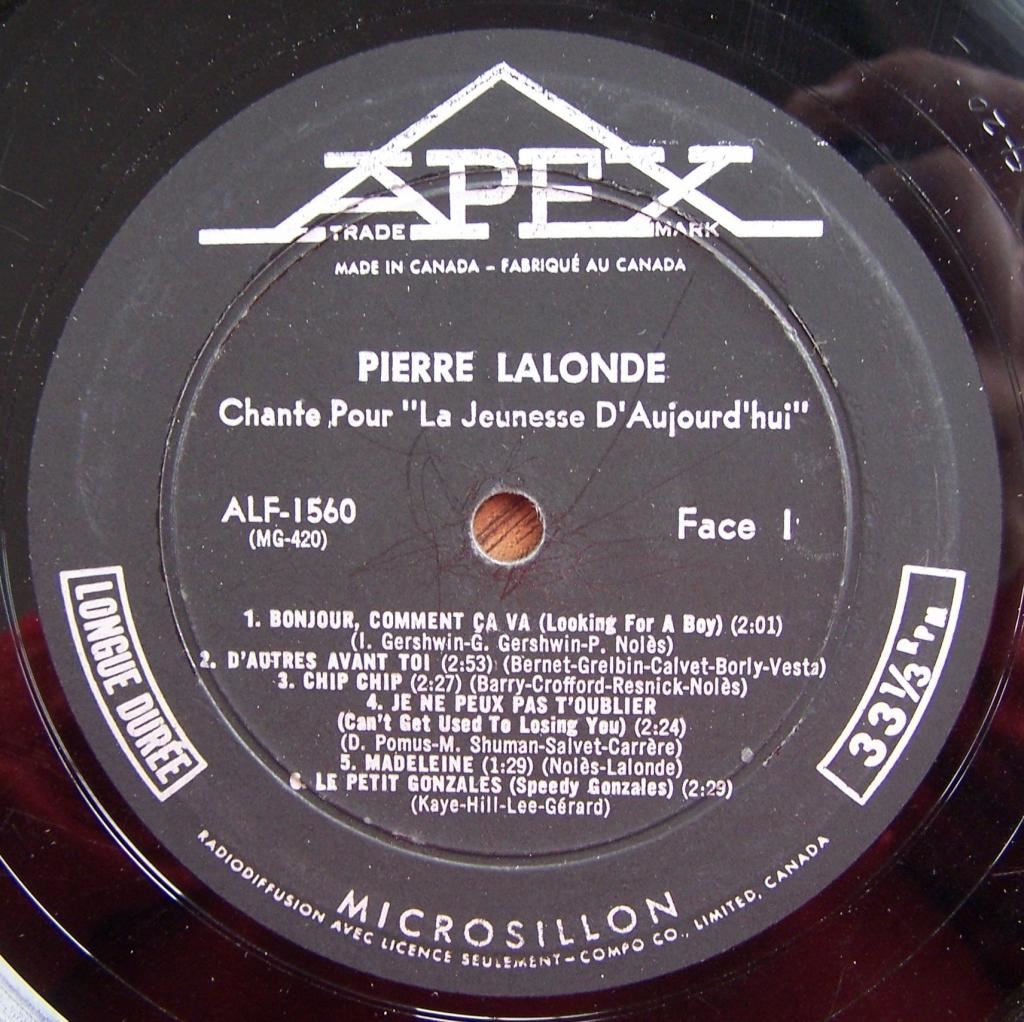 APEX
TRADE MARK
MADE IN CANADA – FABRIQUÉ AU CANADA
PIERRE LALONDE
Chante Pour "La Jeunesse D'Aujourd'hui"
ALF-1560
(MG-420)
Face 1
1. BONJOUR, COMMENT ÇA VA (Looking For A Boy) (2:01)
(I. Gershwin-G. Gershwin-P. Nolès)
2. D'AUTRES AVANT TOI (2:53) (Bernet-Grelbin-Calvet-Borly-Vesta)
3. CHIP CHIP (2:27) (Barry-Crofford-Resnick-Nolès)
4. JE NE PEUX PAS T'OUBLIER
(Can't Get Used To Losing You) (2:24)
(D. Pomus-M. Shuman-Salvet-Carrère)
5. MADELEINE (1:29) (Nolès-Lalonde)
6. LE PETIT GONZALES (Speedy Gonzales) (2:29)
(Kaye-Hill-Lee-Gérard)
LONGUE DURÉE
33 1/3 rpm
MICROSILLON
RADIODIFFUSION AVEC LICENCE SEULEMENT–COMPO CO., LIMITED, CANADA